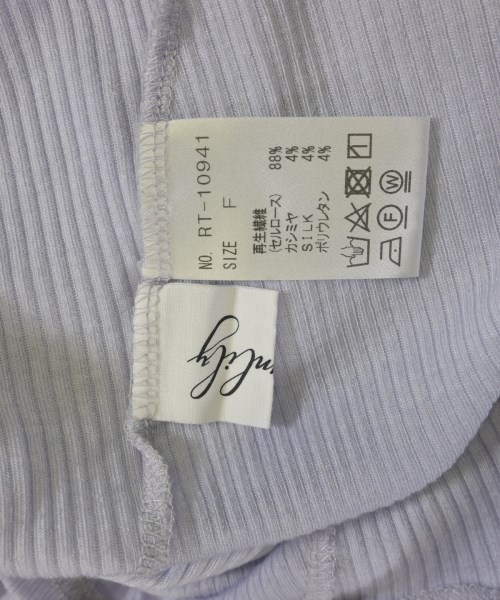 NO. RT-10941
SIZE F
再生繊維
(セルロース) 88%
カシミヤ 4%
SILK 4%
ポリウレタン 4%
F W